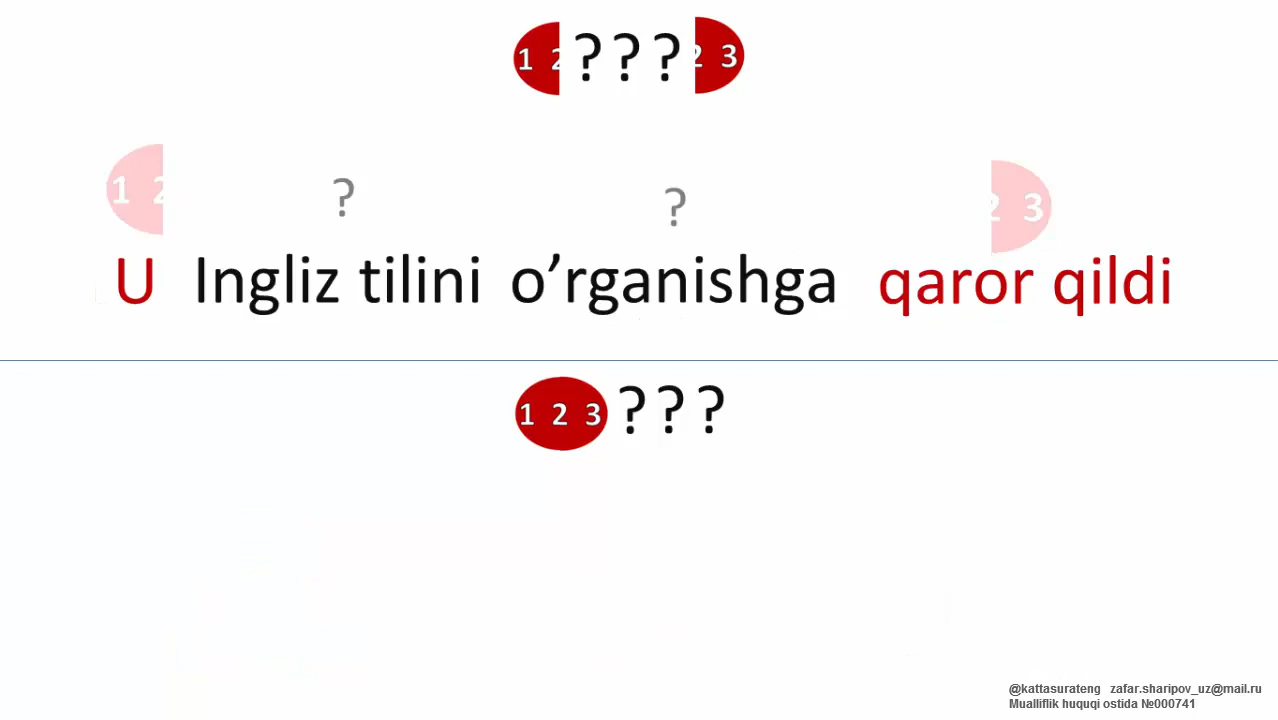 1 2 ? ? ? 2 3
1 2 ? ? 2 3
U Ingliz tilini o’rganishga qaror qildi
1 2 3 ? ? ?
@kattasurateng zafar.sharipov_uz@mail.ru
Mualliflik huquqi ostida №000741